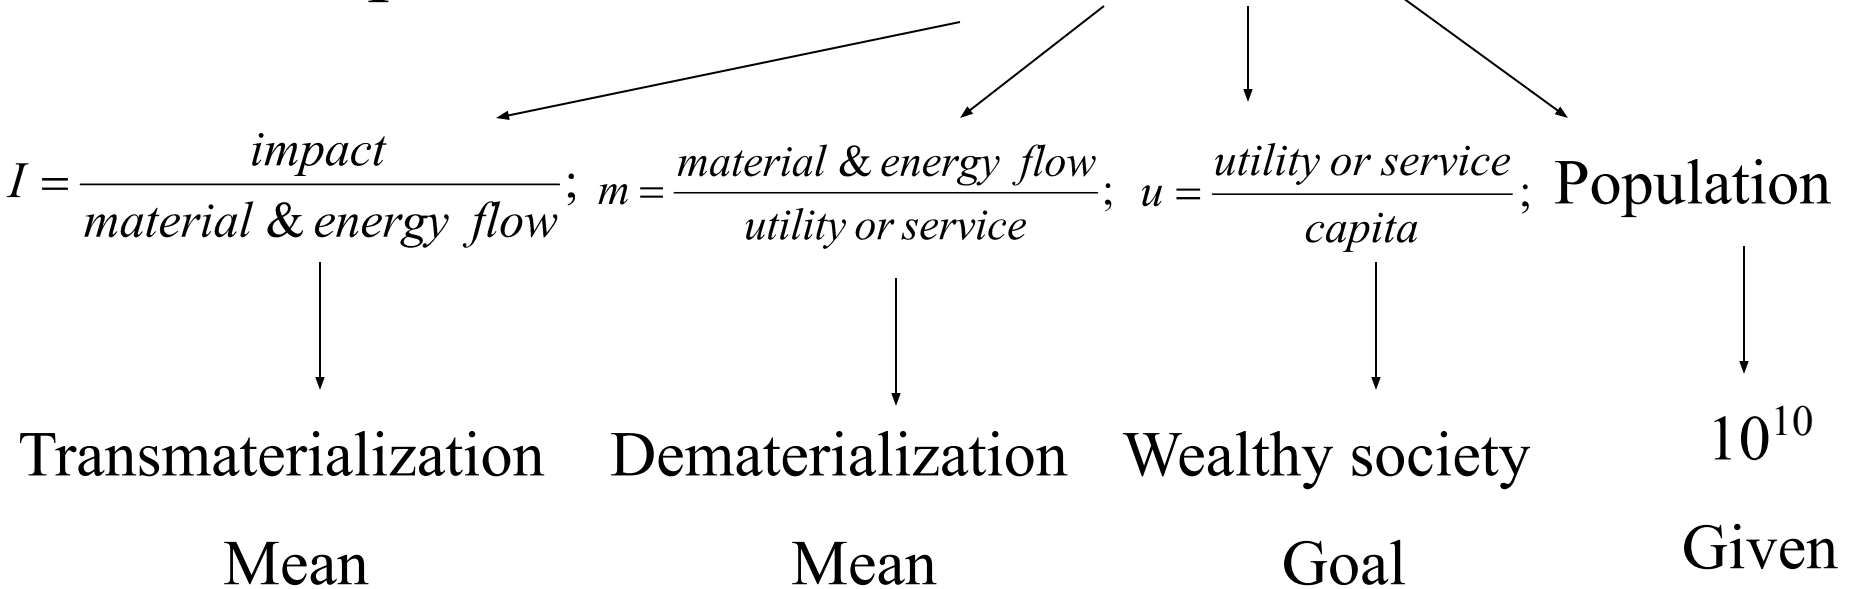 I = impact / material & energy flow ; m = material & energy flow / utility or service ; u = utility or service / capita ; Population
Transmaterialization Dematerialization Wealthy society 10^10
Mean Mean Goal Given